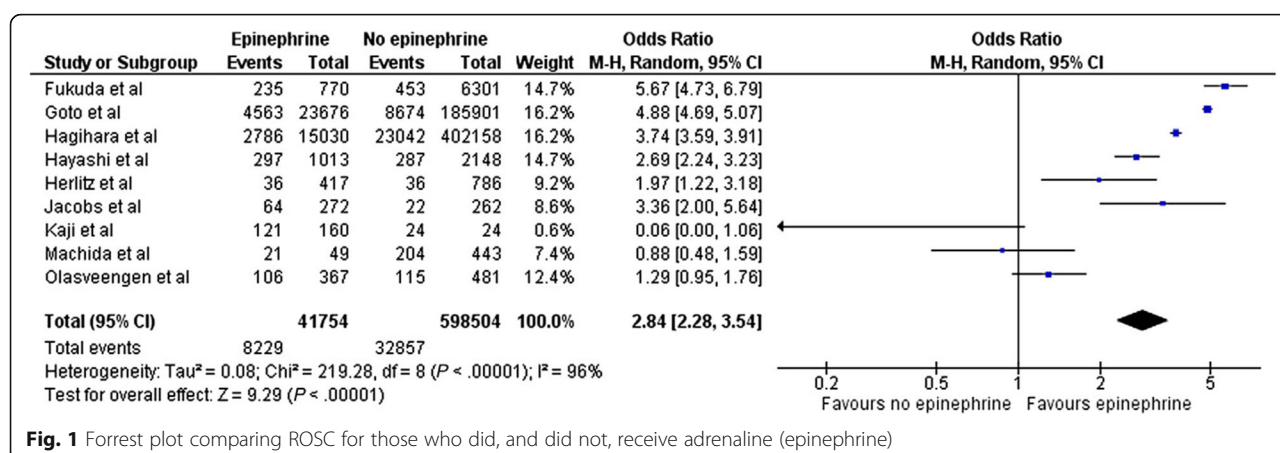 Epinephrine No epinephrine Odds Ratio Odds Ratio
Study or Subgroup Events Total Events Total Weight M-H, Random, 95% CI M-H, Random, 95% CI
Fukuda et al 235 770 453 6301 14.7% 5.67 [4.73, 6.79]
Goto et al 4563 23676 8674 185901 16.2% 4.88 [4.69, 5.07]
Hagihara et al 2786 15030 23042 402158 16.2% 3.74 [3.59, 3.91]
Hayashi et al 297 1013 287 2148 14.7% 2.69 [2.24, 3.23]
Herlitz et al 36 417 36 786 9.2% 1.97 [1.22, 3.18]
Jacobs et al 64 272 22 262 8.6% 3.36 [2.00, 5.64]
Kaji et al 121 160 24 24 0.6% 0.06 [0.00, 1.06]
Machida et al 21 49 204 443 7.4% 0.88 [0.48, 1.59]
Olasveengen et al 106 367 115 481 12.4% 1.29 [0.95, 1.76]
Total (95% CI) 41754 598504 100.0% 2.84 [2.28, 3.54]
Total events 8229 32857
Heterogeneity: Tau² = 0.08; Chi² = 219.28, df = 8 (P < .00001); I² = 96%
Test for overall effect: Z = 9.29 (P < .00001)
0.2 0.5 1 2 5
Favours no epinephrine Favours epinephrine
Fig. 1 Forrest plot comparing ROSC for those who did, and did not, receive adrenaline (epinephrine)